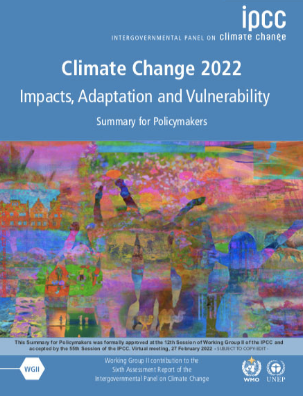 ipcc
INTERGOVERNMENTAL PANEL ON climate change
Climate Change 2022
Impacts, Adaptation and Vulnerability
Summary for Policymakers
This Summary for Policymakers was formally approved at the 12th Session of Working Group II of the IPCC and
accepted by the 55th Session of the IPCC. Virtual meeting, 27 February 2022 - SUBJECT TO COPY EDIT -
WGII
Working Group II contribution to the
Sixth Assessment Report of the
Intergovernmental Panel on Climate Change
WMO
UNEP